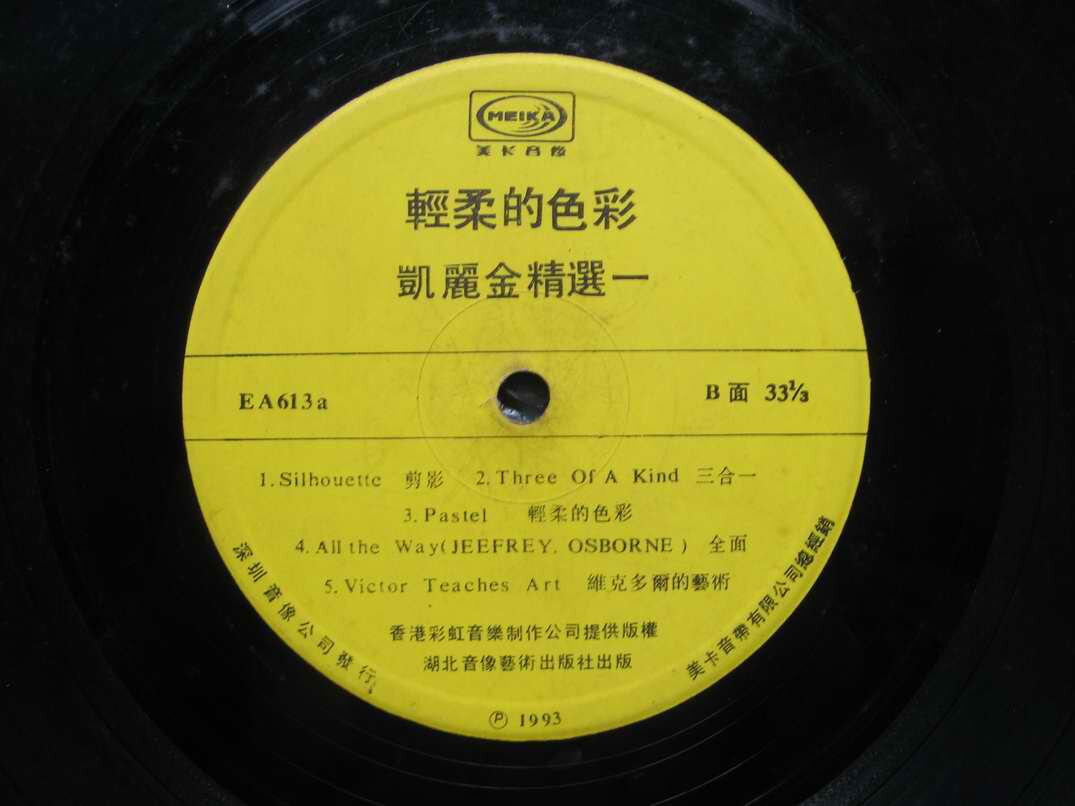 MEIKA
美卡音像
輕柔的色彩
凱麗金精選一
EA613a
B面 33⅓
1.Silhouette 剪影 2.Three Of A Kind 三合一
3.Pastel 輕柔的色彩
4.All the Way(JEEFREY. OSBORNE) 全面
5.Victor Teaches Art 維克多爾的藝術
香港彩虹音樂制作公司提供版權
湖北音像藝術出版社出版
深圳音像公司發行
美卡音帶有限公司總經銷
Ⓟ 1993